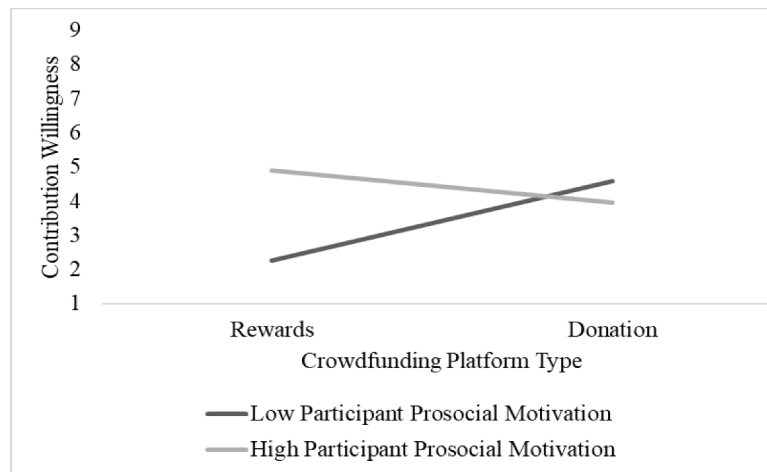 9
8
7
6
5
4
3
2
1
Contribution Willingness
Rewards
Donation
Crowdfunding Platform Type
Low Participant Prosocial Motivation
High Participant Prosocial Motivation